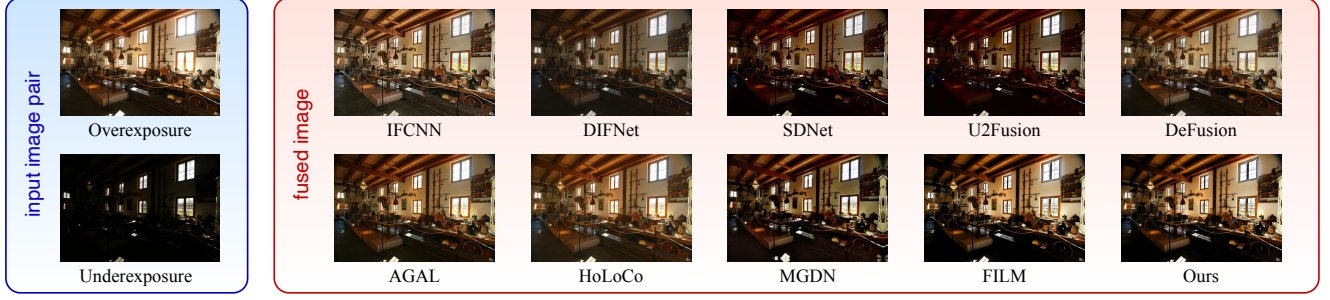 input image pair
Overexposure
Underexposure
fused image
IFCNN
DIFNet
SDNet
U2Fusion
DeFusion
AGAL
HoLoCo
MGDN
FILM
Ours